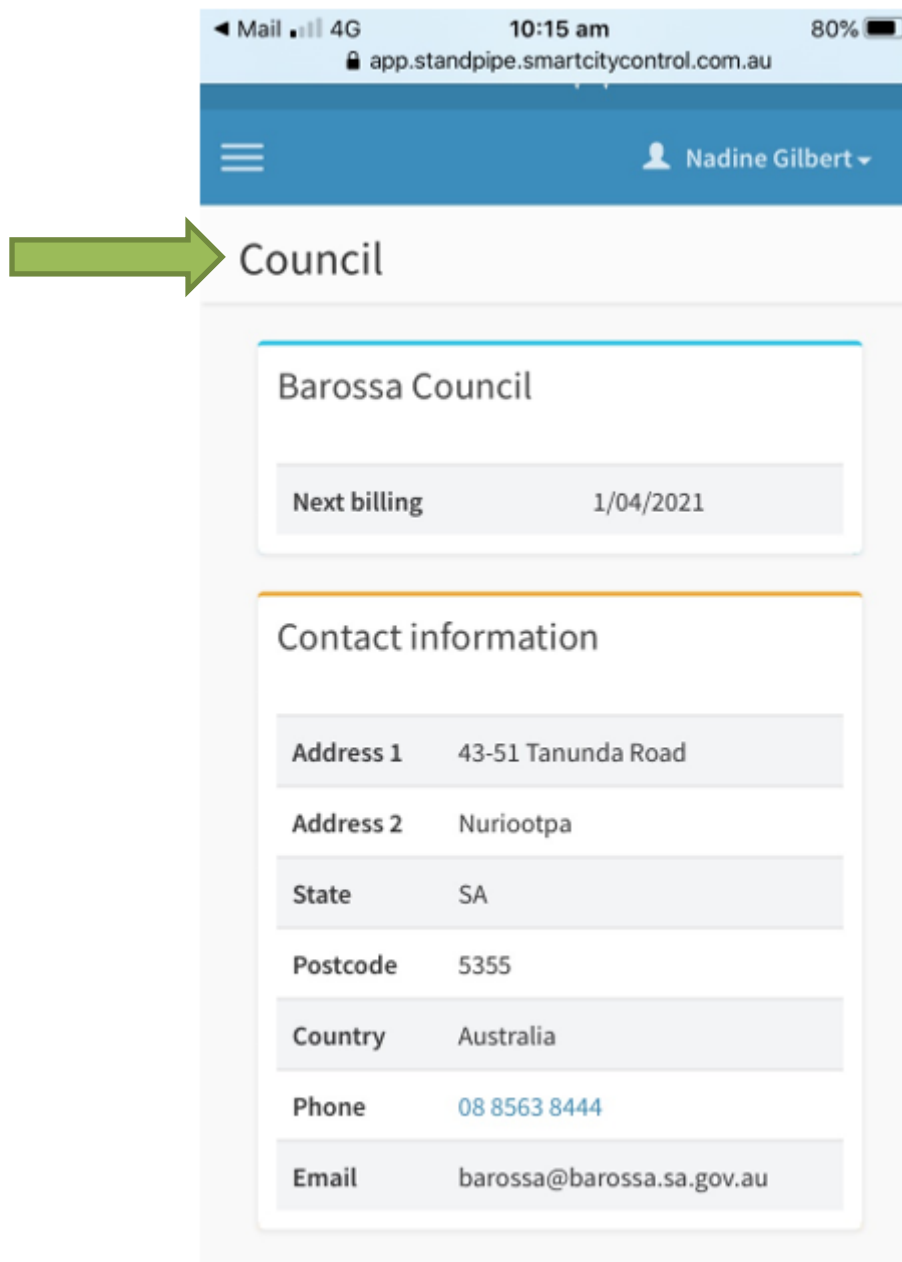 Mail 4G 10:15 am 80%
app.standpipe.smartcitycontrol.com.au
Nadine Gilbert
Council
Barossa Council
Next billing 1/04/2021
Contact information
Address 1 43-51 Tanunda Road
Address 2 Nuriootpa
State SA
Postcode 5355
Country Australia
Phone 08 8563 8444
Email barossa@barossa.sa.gov.au